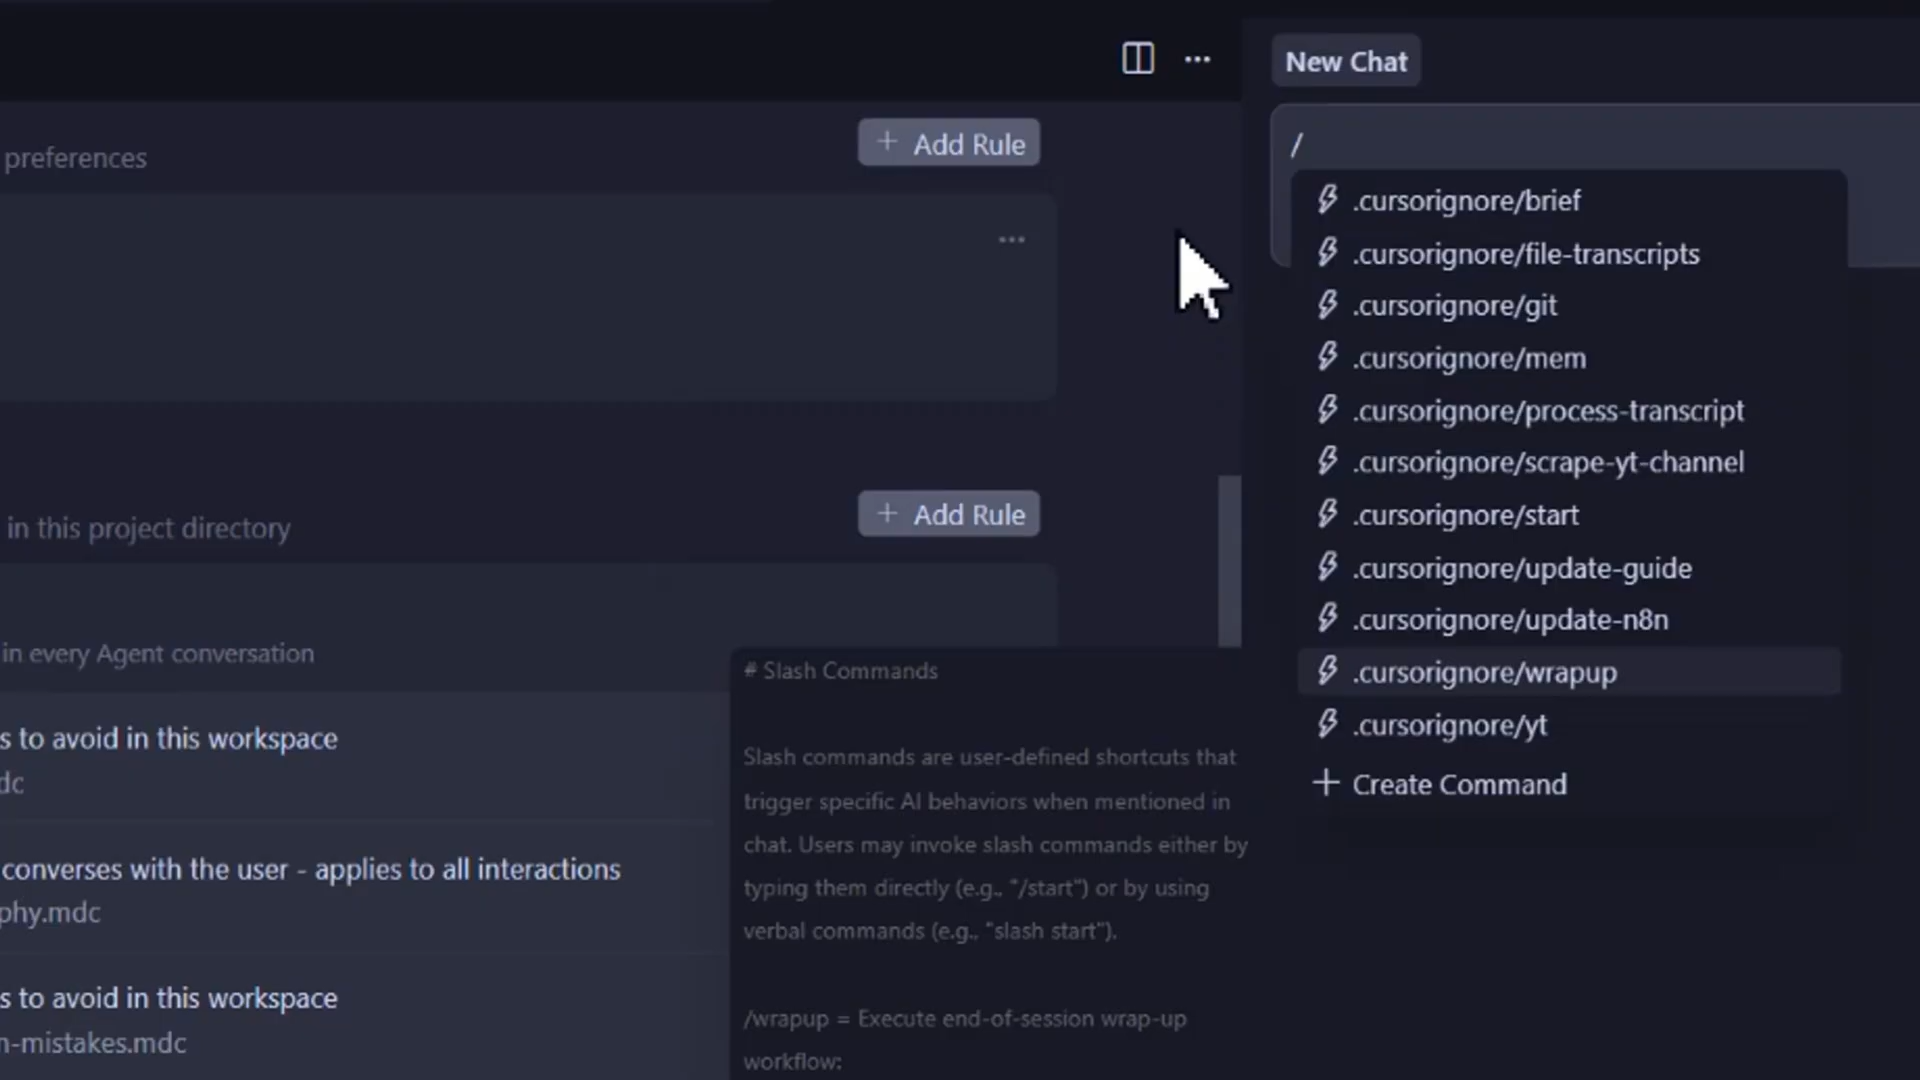 New Chat
preferences
+ Add Rule
/
.cursorignore/brief
.cursorignore/file-transcripts
.cursorignore/git
.cursorignore/mem
.cursorignore/process-transcript
.cursorignore/scrape-yt-channel
.cursorignore/start
.cursorignore/update-guide
.cursorignore/update-n8n
.cursorignore/wrapup
.cursorignore/yt
+ Create Command
in this project directory
+ Add Rule
in every Agent conversation
s to avoid in this workspace
dc
converses with the user - applies to all interactions
phy.mdc
s to avoid in this workspace
n-mistakes.mdc
# Slash Commands
Slash commands are user-defined shortcuts that
trigger specific AI behaviors when mentioned in
chat. Users may invoke slash commands either by
typing them directly (e.g., "/start") or by using
verbal commands (e.g., "slash start").
/wrapup = Execute end-of-session wrap-up
workflow: